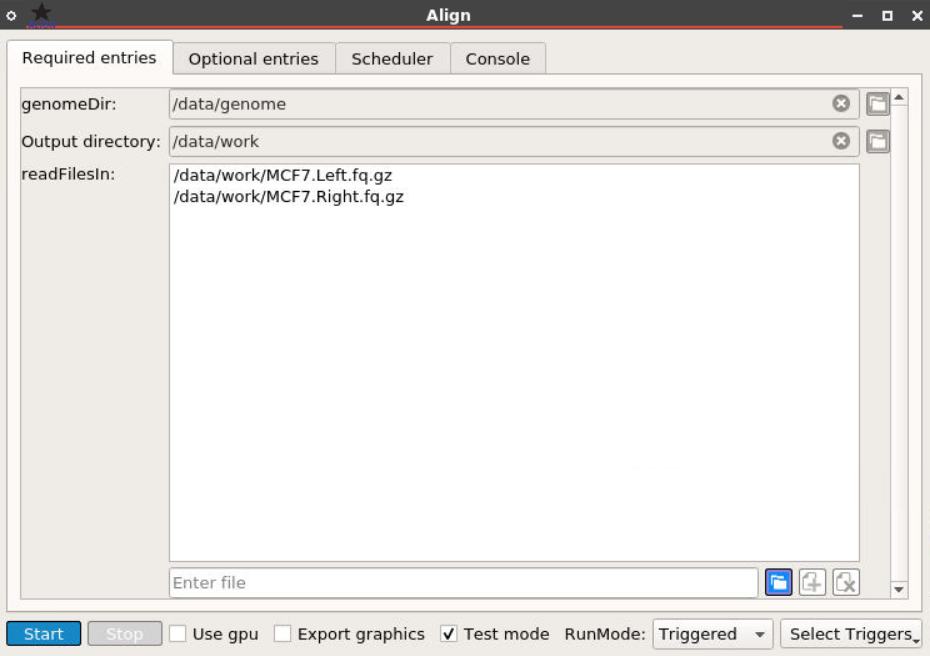 Align
Required entries
Optional entries
Scheduler
Console
genomeDir:
/data/genome
Output directory:
/data/work
readFilesIn:
/data/work/MCF7.Left.fq.gz
/data/work/MCF7.Right.fq.gz
Enter file
Start
Stop
Use gpu
Export graphics
Test mode
RunMode:
Triggered
Select Triggers